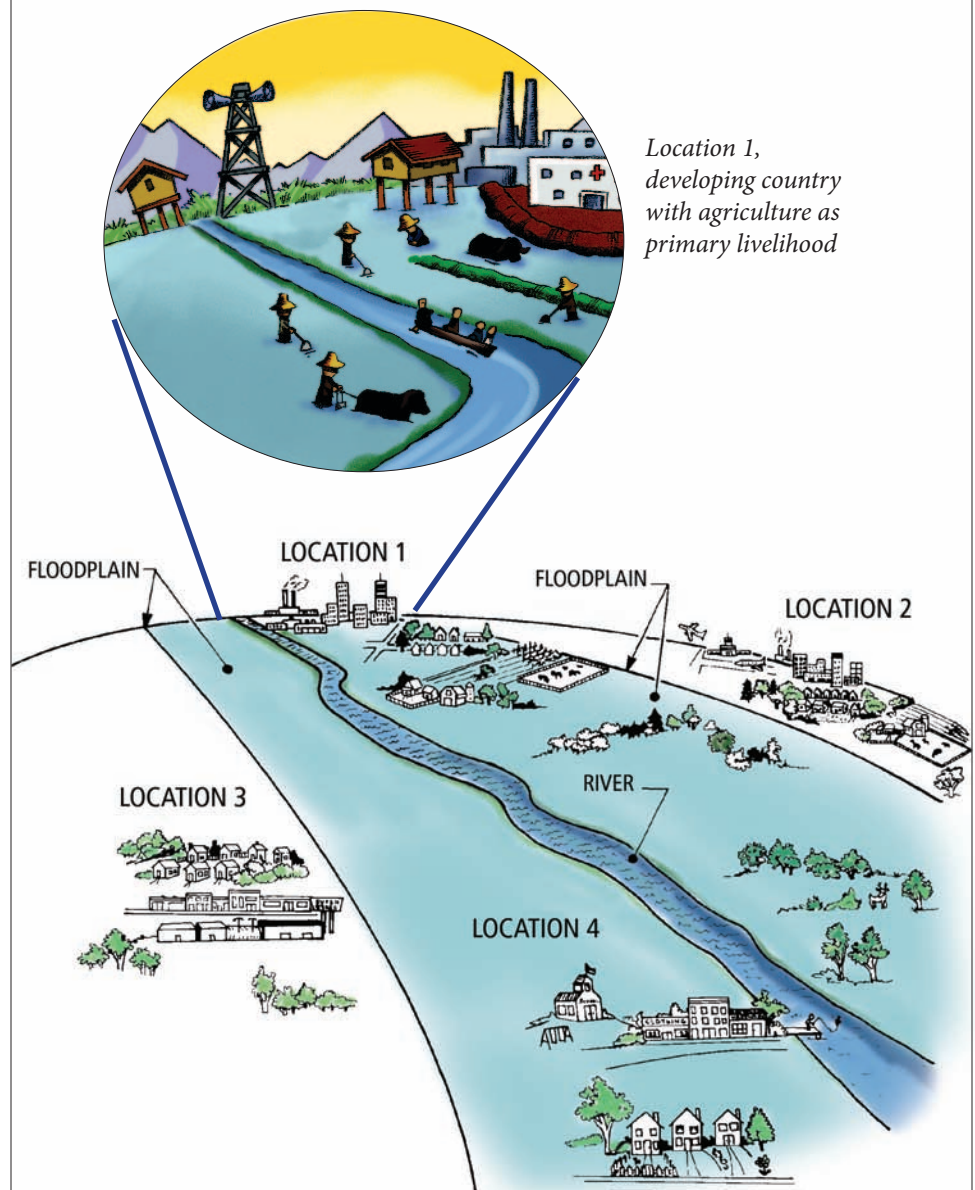 Location 1,
developing country
with agriculture as
primary livelihood
LOCATION 1
FLOODPLAIN
FLOODPLAIN
LOCATION 2
RIVER
LOCATION 3
LOCATION 4
CLOTHING